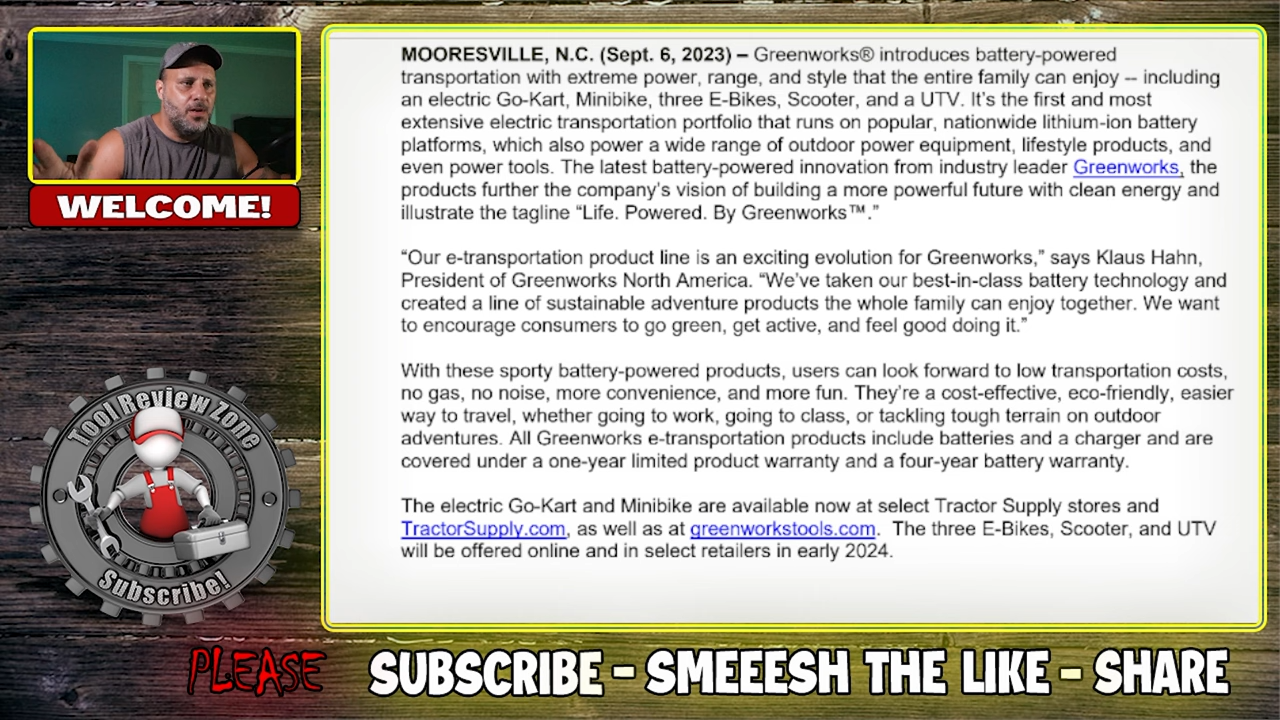 WELCOME!
MOORESVILLE, N.C. (Sept. 6, 2023) – Greenworks® introduces battery-powered
transportation with extreme power, range, and style that the entire family can enjoy -- including
an electric Go-Kart, Minibike, three E-Bikes, Scooter, and a UTV. It’s the first and most
extensive electric transportation portfolio that runs on popular, nationwide lithium-ion battery
platforms, which also power a wide range of outdoor power equipment, lifestyle products, and
even power tools. The latest battery-powered innovation from industry leader Greenworks, the
products further the company’s vision of building a more powerful future with clean energy and
illustrate the tagline “Life. Powered. By Greenworks™.”
“Our e-transportation product line is an exciting evolution for Greenworks,” says Klaus Hahn,
President of Greenworks North America. “We’ve taken our best-in-class battery technology and
created a line of sustainable adventure products the whole family can enjoy together. We want
to encourage consumers to go green, get active, and feel good doing it.”
With these sporty battery-powered products, users can look forward to low transportation costs,
no gas, no noise, more convenience, and more fun. They’re a cost-effective, eco-friendly, easier
way to travel, whether going to work, going to class, or tackling tough terrain on outdoor
adventures. All Greenworks e-transportation products include batteries and a charger and are
covered under a one-year limited product warranty and a four-year battery warranty.
The electric Go-Kart and Minibike are available now at select Tractor Supply stores and
TractorSupply.com, as well as at greenworkstools.com. The three E-Bikes, Scooter, and UTV
will be offered online and in select retailers in early 2024.
Tool Review Zone
Subscribe!
PLEASE SUBSCRIBE - SMEEESH THE LIKE - SHARE